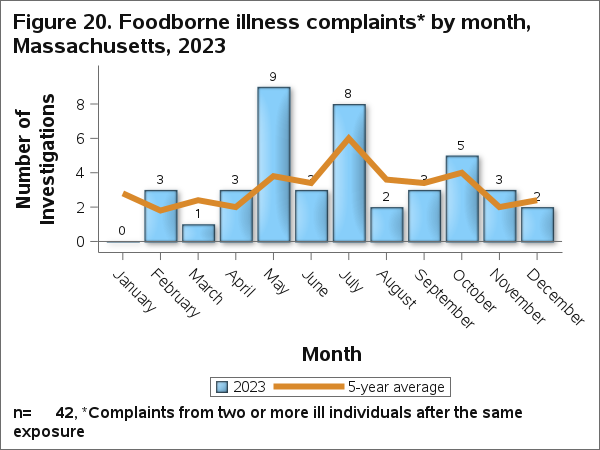 Figure 20. Foodborne illness complaints* by month,
Massachusetts, 2023
Number of
Investigations
8
6
4
2
0
0
3
1
3
9
3
8
2
3
5
3
2
January
February
March
April
May
June
July
August
September
October
November
December
Month
2023 5-year average
n= 42, *Complaints from two or more ill individuals after the same
exposure